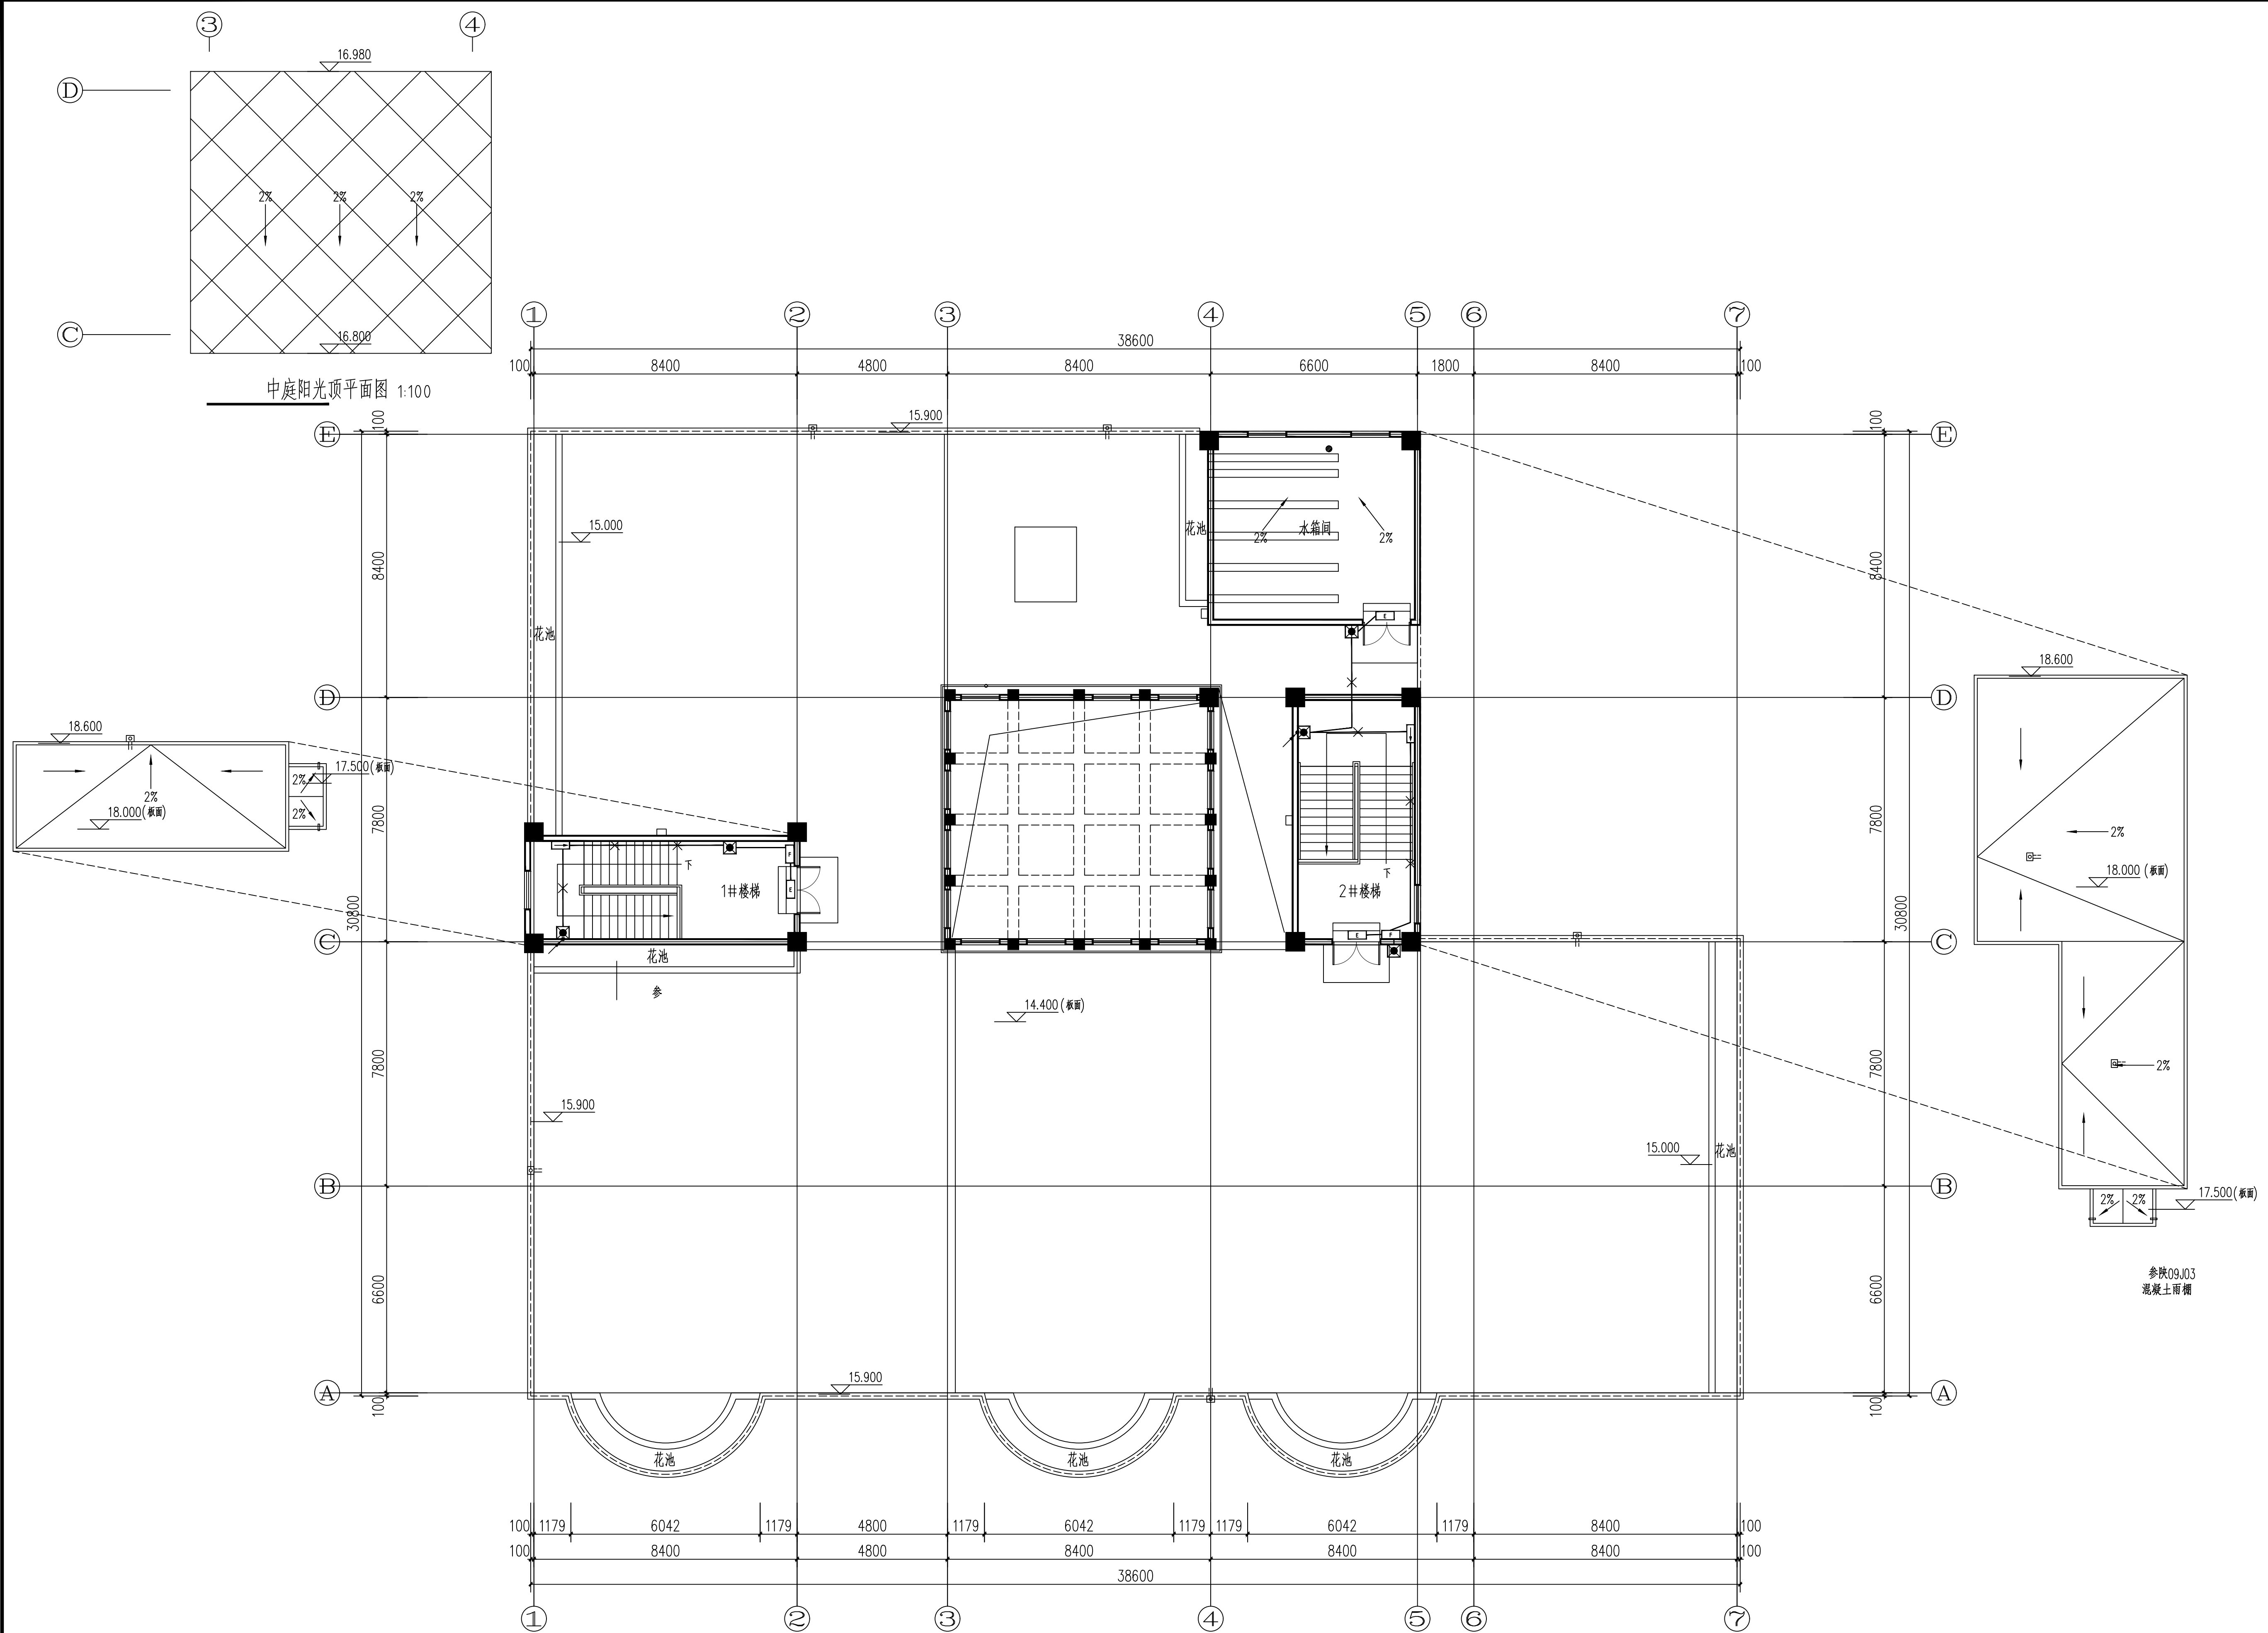 3 4
16.980
D
2% 2% 2%
C
16.800
中庭阳光顶平面图 1:100
1 2 3 4 5 6 7
38600
100 8400 4800 8400 6600 1800 8400 100
15.900
E 100 100 E
15.000
花池
水箱间
2% 2%
8400 8400
E
花池
18.600
D D
18.600
17.500(板面)
2%
2%
2%
18.000(板面)
7800 7800
2%
下
F
1#楼梯
E
18.000 (板面)
下
2#楼梯
30800 30800
E F
C C
花池
参
14.400(板面)
7800 7800
2%
15.900
15.000
花池
B B
2% 2%
17.500(板面)
参陕09J03
混凝土雨棚
6600 6600
15.900
A A
100 100
花池 花池 花池
100 1179 6042 1179 4800 1179 6042 1179 1179 6042 1179 8400 100
100 8400 4800 8400 8400 8400 100
38600
1 2 3 4 5 6 7